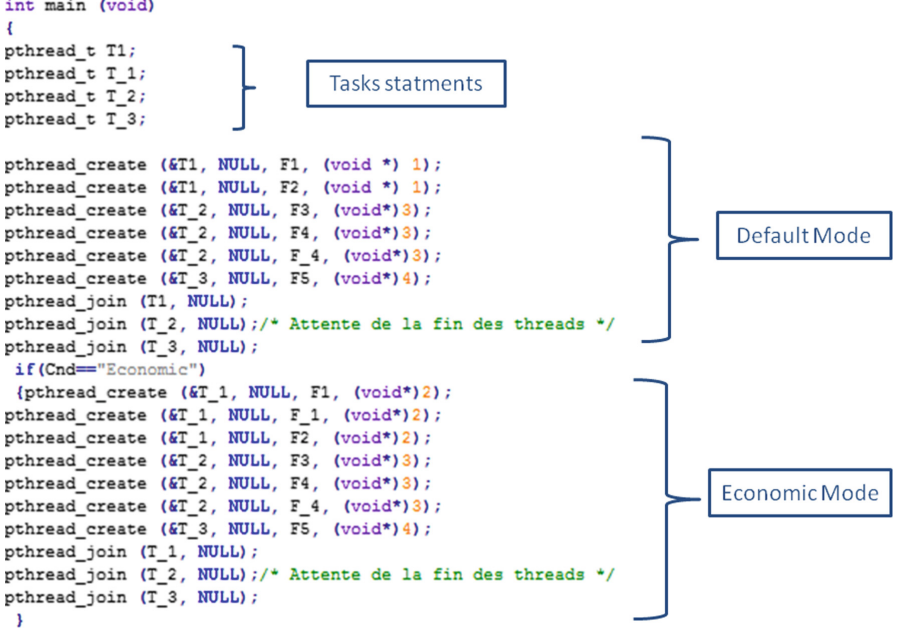 int main (void)
{
pthread_t T1;
pthread_t T_1;
pthread_t T_2;
pthread_t T_3;
Tasks statments
pthread_create (&T1, NULL, F1, (void *) 1);
pthread_create (&T1, NULL, F2, (void *) 1);
pthread_create (&T_2, NULL, F3, (void*)3);
pthread_create (&T_2, NULL, F4, (void*)3);
pthread_create (&T_2, NULL, F_4, (void*)3);
pthread_create (&T_3, NULL, F5, (void*)4);
pthread_join (T1, NULL);
pthread_join (T_2, NULL);/* Attente de la fin des threads */
pthread_join (T_3, NULL);
Default Mode
if(Cnd=="Economic")
{pthread_create (&T_1, NULL, F1, (void*)2);
pthread_create (&T_1, NULL, F_1, (void*)2);
pthread_create (&T_1, NULL, F2, (void*)2);
pthread_create (&T_2, NULL, F3, (void*)3);
pthread_create (&T_2, NULL, F4, (void*)3);
pthread_create (&T_2, NULL, F_4, (void*)3);
pthread_create (&T_3, NULL, F5, (void*)4);
pthread_join (T_1, NULL);
pthread_join (T_2, NULL);/* Attente de la fin des threads */
pthread_join (T_3, NULL);
}
Economic Mode